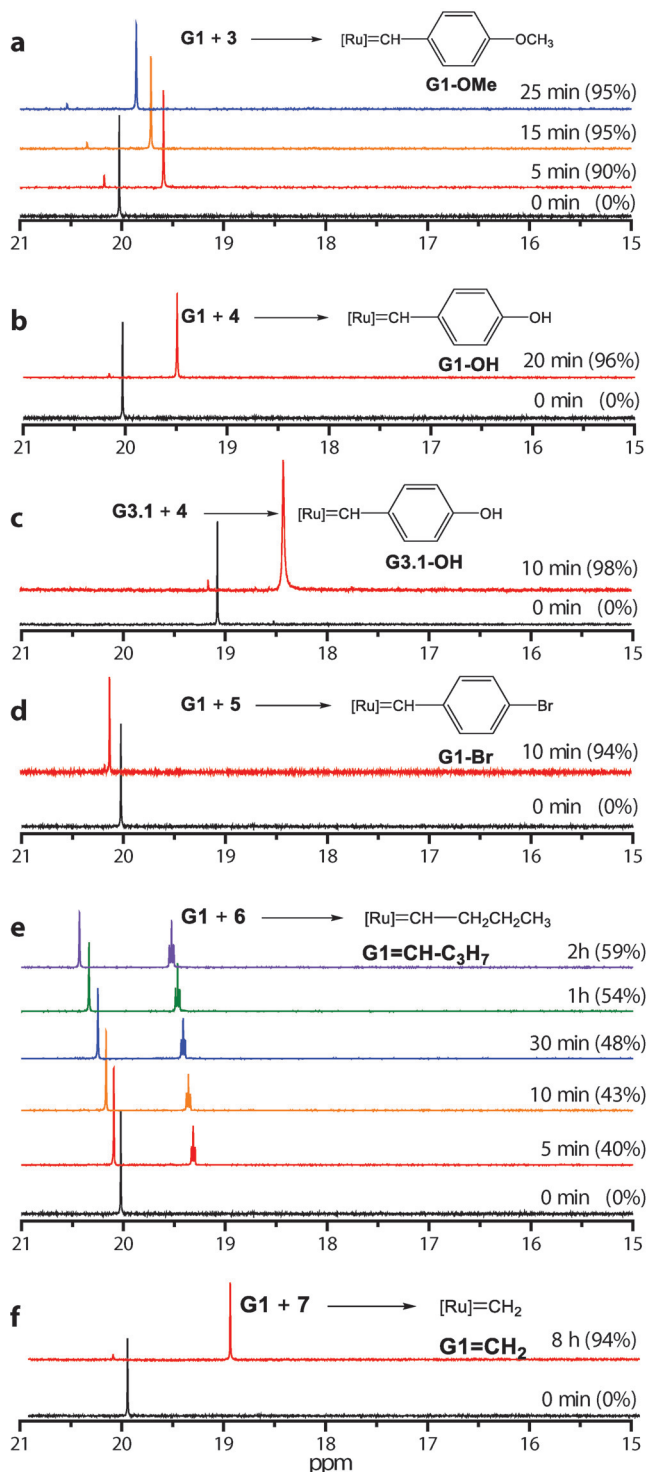 a
G1 + 3
[Ru]=CH
OCH3
G1-OMe
25 min (95%)
15 min (95%)
5 min (90%)
0 min (0%)
21 20 19 18 17 16 15
b
G1 + 4
[Ru]=CH
OH
G1-OH
20 min (96%)
0 min (0%)
21 20 19 18 17 16 15
c
G3.1 + 4
[Ru]=CH
OH
G3.1-OH
10 min (98%)
0 min (0%)
21 20 19 18 17 16 15
d
G1 + 5
[Ru]=CH
Br
G1-Br
10 min (94%)
0 min (0%)
21 20 19 18 17 16 15
e
G1 + 6
[Ru]=CH—CH2CH2CH3
G1=CH-C3H7
2h (59%)
1h (54%)
30 min (48%)
10 min (43%)
5 min (40%)
0 min (0%)
21 20 19 18 17 16 15
f
G1 + 7
[Ru]=CH2
G1=CH2
8 h (94%)
0 min (0%)
21 20 19 18 17 16 15
ppm